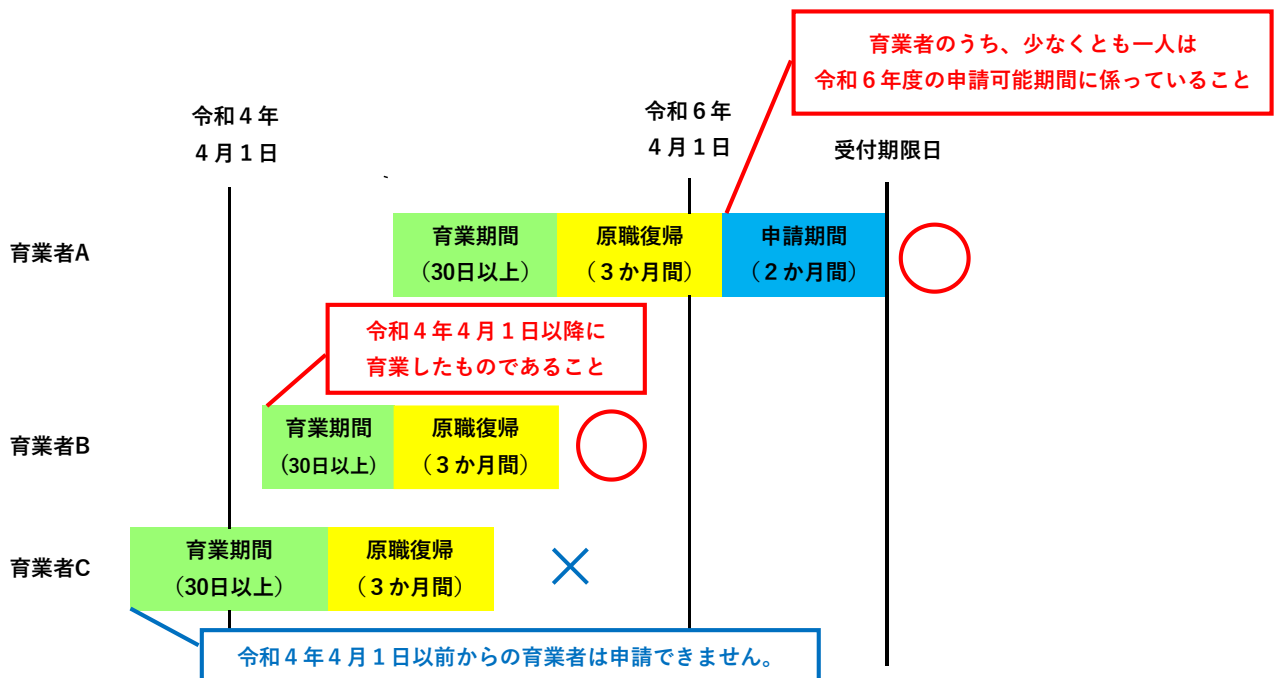 育業者のうち、少なくとも一人は
令和６年度の申請可能期間に係っていること
令和４年
４月１日
令和６年
４月１日
受付期限日
育業者A
育業期間
（30日以上）
原職復帰
（３か月間）
申請期間
（２か月間）
令和４年４月１日以降に
育業したものであること
育業者B
育業期間
（30日以上）
原職復帰
（３か月間）
育業者C
育業期間
（30日以上）
原職復帰
（３か月間）
令和４年４月１日以前からの育業者は申請できません。